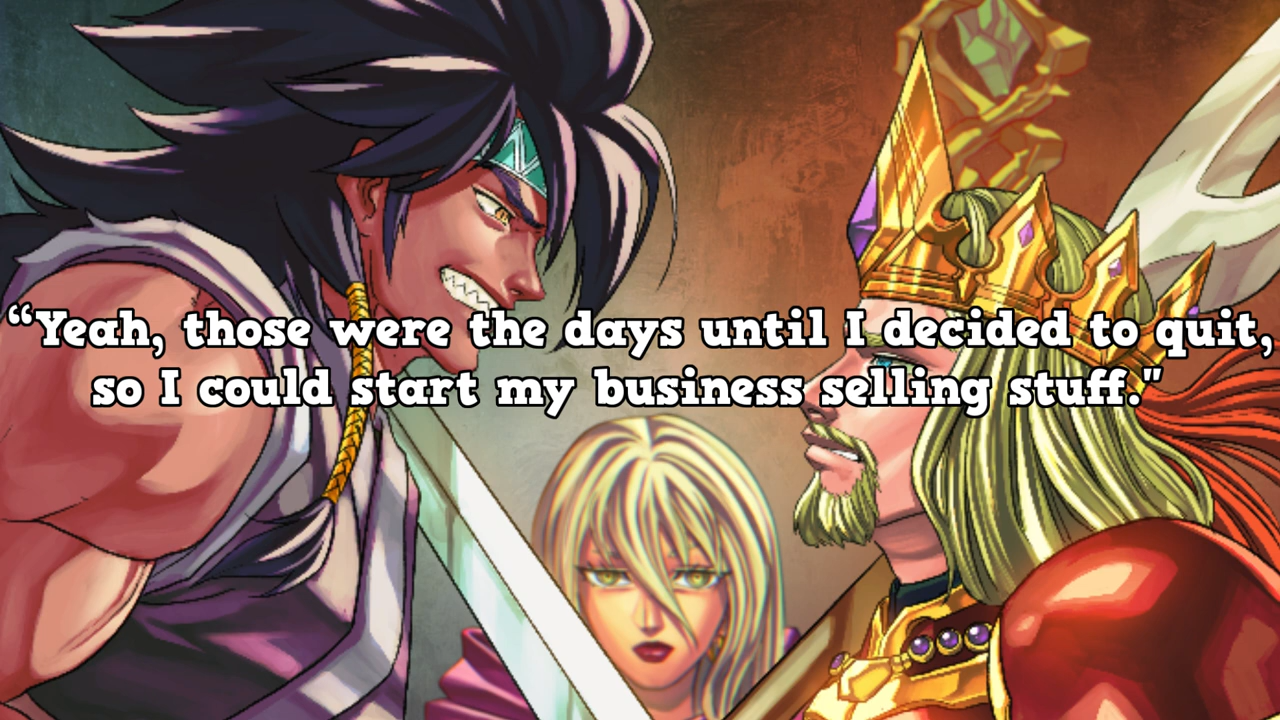 “Yeah, those were the days until I decided to quit,
so I could start my business selling stuff."